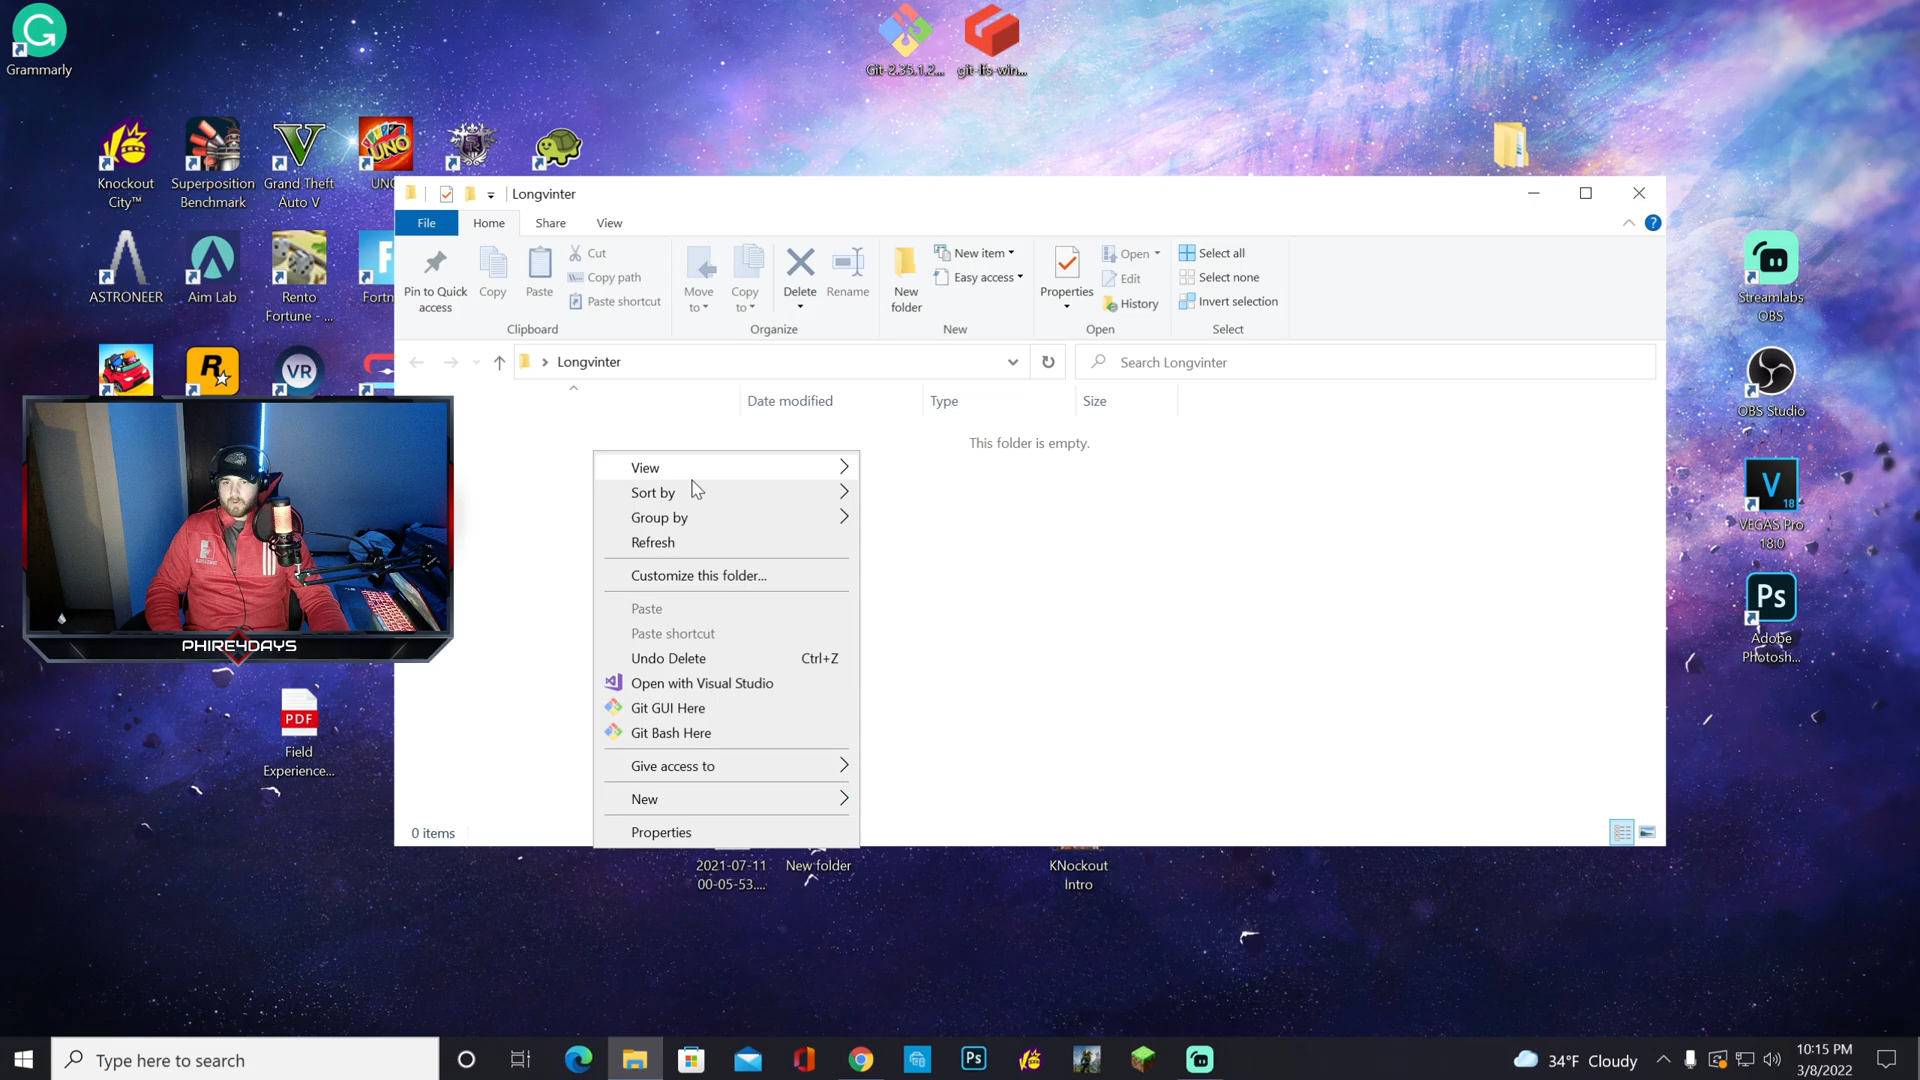 Grammarly
Git-2.35.1.2...
git-lfs-win...
Knockout City™
Superposition Benchmark
Grand Theft Auto V
UNO
Longvinter
File
Home
Share
View
Pin to Quick access
Copy
Paste
Cut
Copy path
Paste shortcut
Clipboard
Move to
Copy to
Delete
Rename
Organize
New folder
New item
Easy access
New
Properties
Open
Edit
History
Open
Select all
Select none
Invert selection
Select
ASTRONEER
Aim Lab
Rento Fortune - ...
Fortn
Longvinter
Search Longvinter
VR
Date modified
Type
Size
This folder is empty.
View
Sort by
Group by
Refresh
Customize this folder...
Paste
Paste shortcut
Undo Delete Ctrl+Z
Open with Visual Studio
Git GUI Here
Git Bash Here
Give access to
New
Properties
0 items
PHIRE4DAYS
PDF
Field Experience...
2021-07-11 00-05-53....
New folder
KNockout Intro
Streamlabs OBS
OBS Studio
V
18
VEGAS Pro 18.0
Ps
Adobe Photosh...
Type here to search
Ps
34°F Cloudy
10:15 PM
3/8/2022